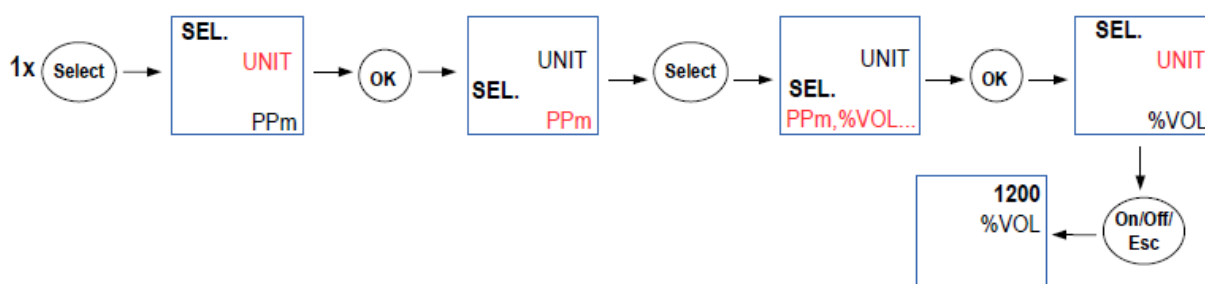 1x
Select
SEL.
UNIT
PPm
OK
UNIT
SEL.
PPm
Select
UNIT
SEL.
PPm,%VOL...
OK
SEL.
UNIT
%VOL
On/Off/
Esc
1200
%VOL